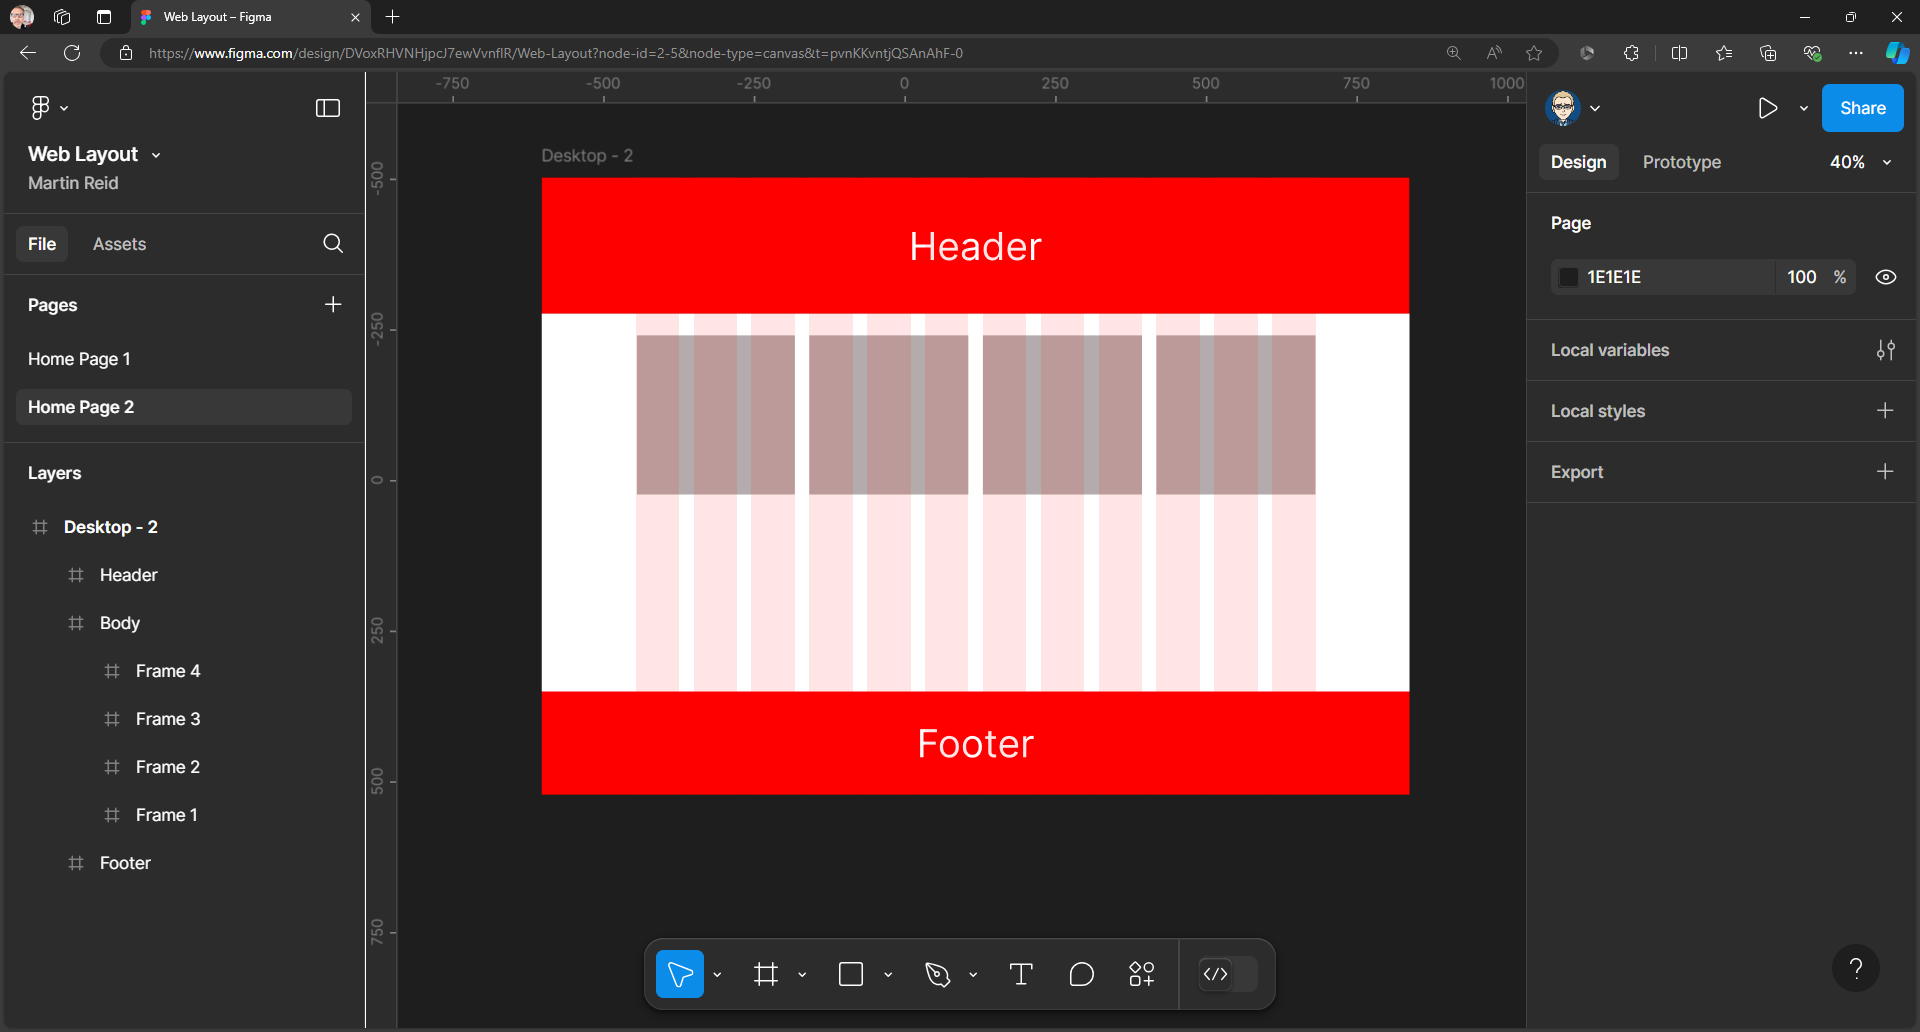 Web Layout – Figma
https://www.figma.com/design/DVoxRHVNHjpcJ7ewVvnfIR/Web-Layout?node-id=2-5&node-type=canvas&t=pvnKKvntjQSAnAhF-0
Web Layout
Martin Reid
File Assets
Pages
Home Page 1
Home Page 2
Layers
Desktop - 2
Header
Body
Frame 4
Frame 3
Frame 2
Frame 1
Footer
-750 -500 -250 0 250 500 750 1000
-500
-250
0
250
500
750
Desktop - 2
Header
Footer
Share
Design Prototype 40%
Page
1E1E1E 100 %
Local variables
Local styles
Export
?